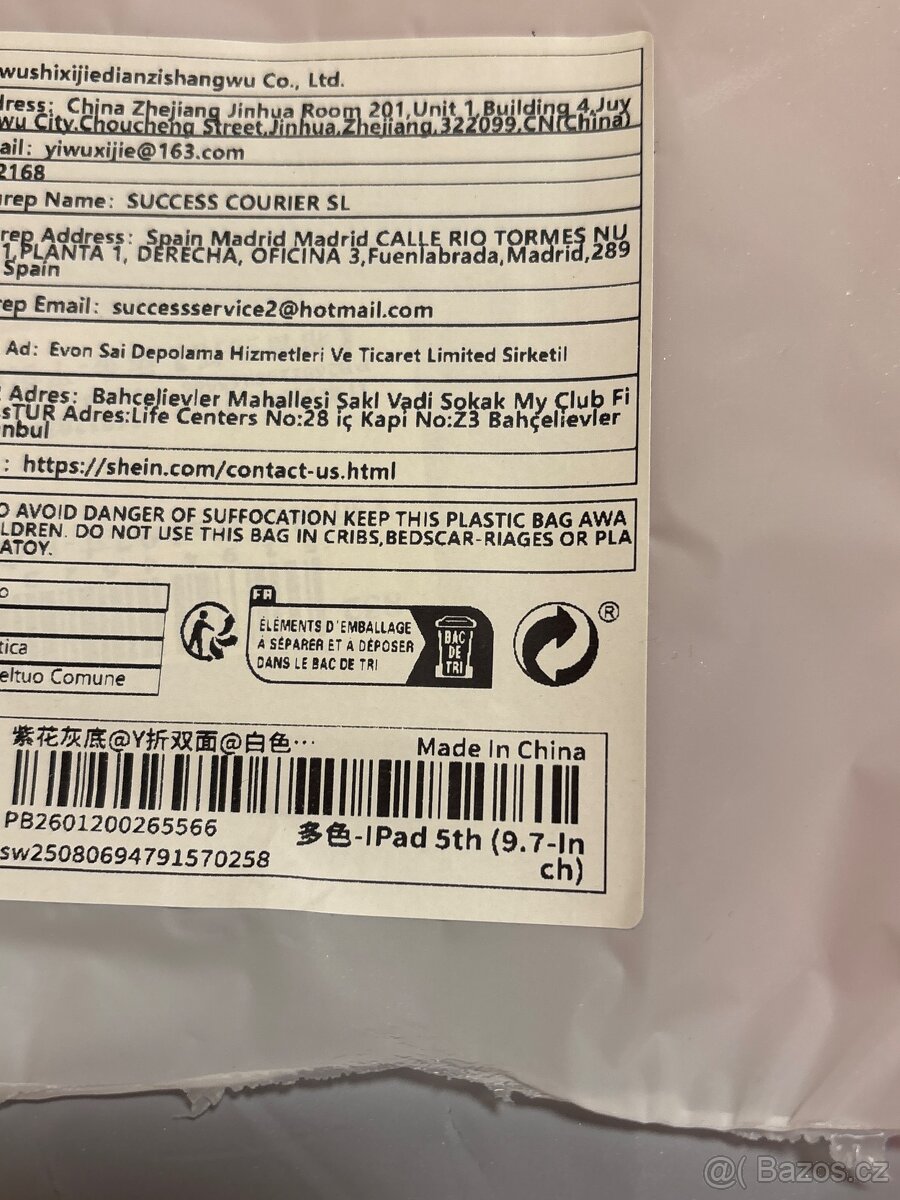 wushixijiedianzishangwu Co., Ltd.
dress: China Zhejiang Jinhua Room 201,Unit 1,Building 4,Juy
wu City,Choucheng Street,Jinhua,Zhejiang,322099,CN(China)
ail: yiwuxijie@163.com
2168
urep Name: SUCCESS COURIER SL
rep Address: Spain Madrid Madrid CALLE RIO TORMES NU
1,PLANTA 1, DERECHA, OFICINA 3,Fuenlabrada,Madrid,289
Spain
rep Email: successservice2@hotmail.com
Ad: Evon Sai Depolama Hizmetleri Ve Ticaret Limited Sirketil
Adres: Bahçelievler Mahallesi Sakl Vadi Sokak My Club Fi
ssTUR Adres:Life Centers No:28 iç Kapi No:Z3 Bahçelievler
nbul
: https://shein.com/contact-us.html
O AVOID DANGER OF SUFFOCATION KEEP THIS PLASTIC BAG AWA
ILDREN. DO NOT USE THIS BAG IN CRIBS,BEDSCAR-RIAGES OR PLA
ATOY.
o
tica
eltuo Comune
FR
ÉLÉMENTS D'EMBALLAGE
À SÉPARER ET À DÉPOSER
DANS LE BAC DE TRI
BAC
DE
TRI
®
紫花灰底@Y折双面@白色…
Made In China
PB2601200265566
多色-IPad 5th (9.7-In
ch)
sw25080694791570258
@( Bazos.cz